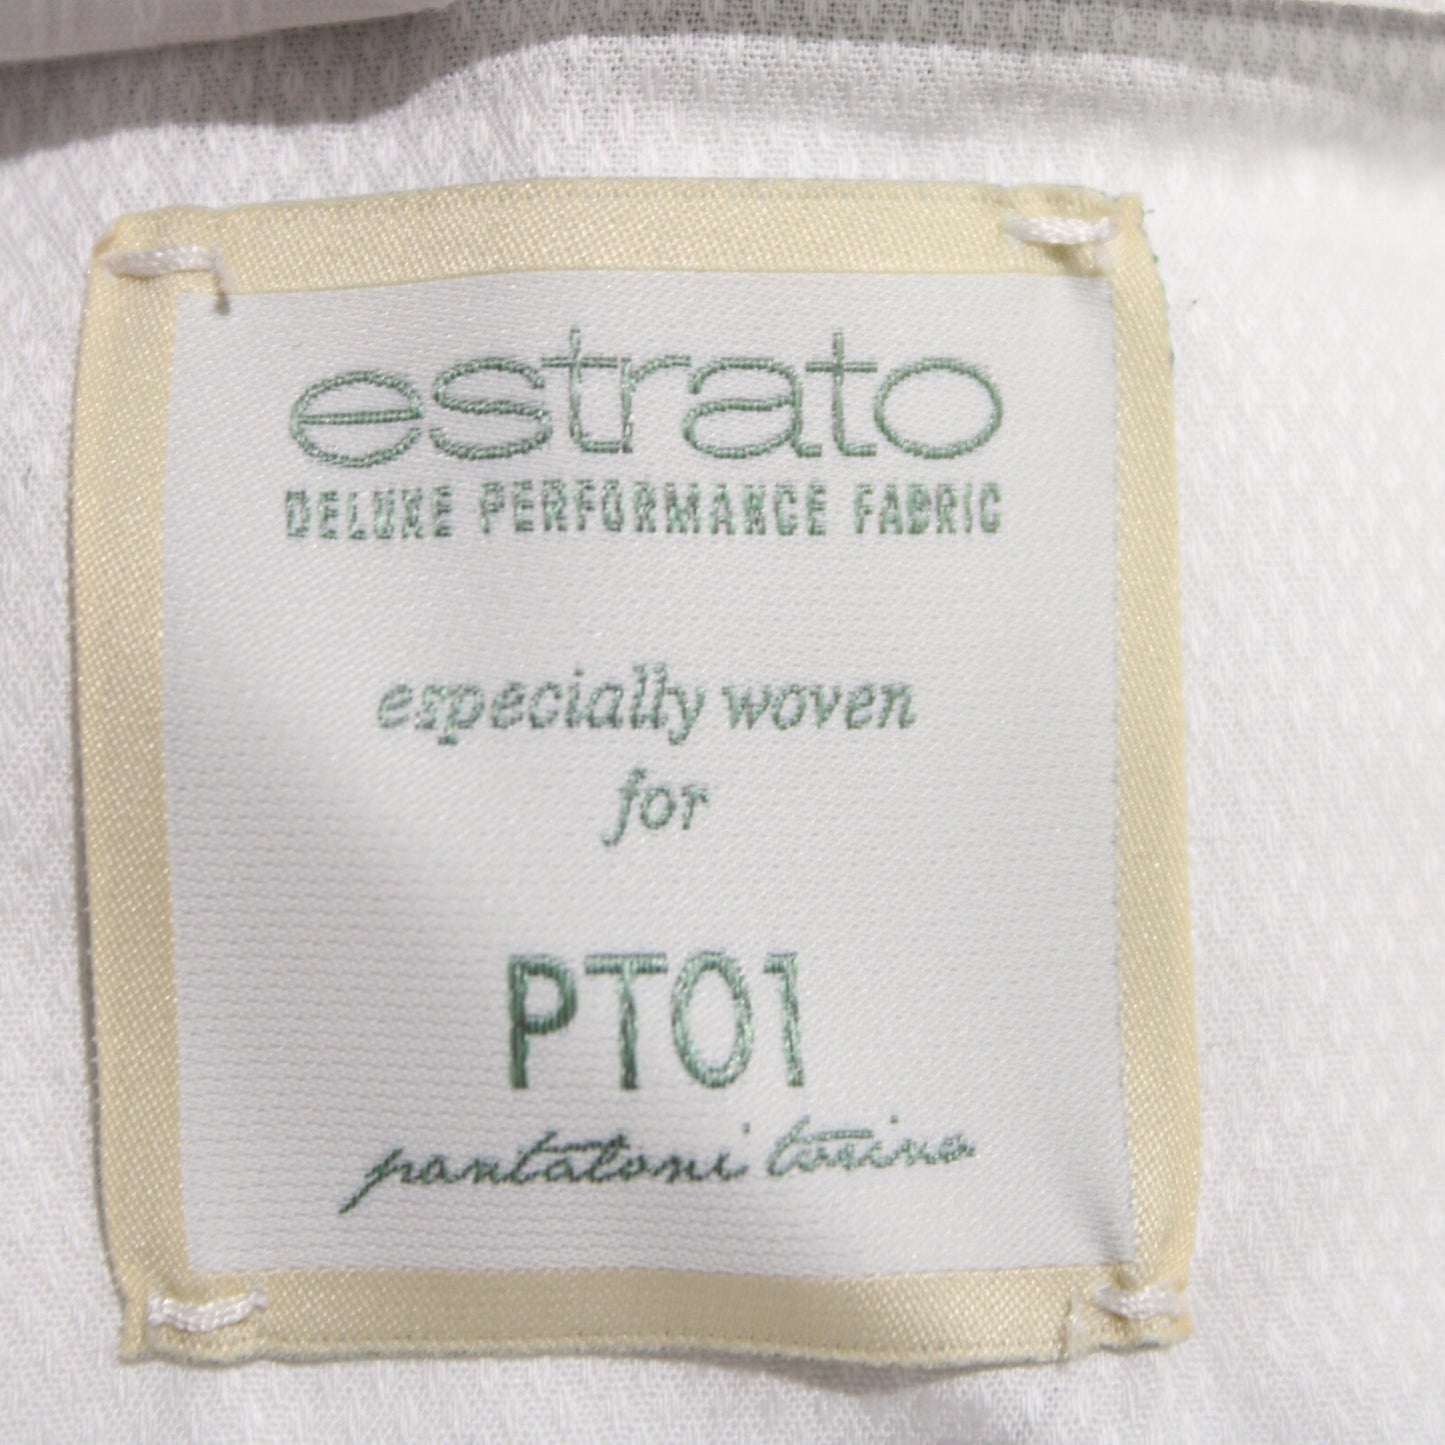 estrato
DELUXE PERFORMANCE FABRIC
especially woven
for
PT01
pantaloni torino